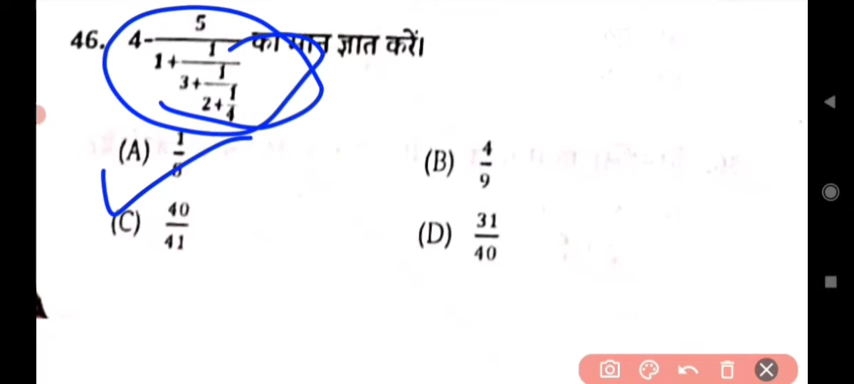 46. 4-5/(1+1/(3+1/(2+1/4))) का मान ज्ञात करें।
(A) 1/8
(B) 4/9
(C) 40/41
(D) 31/40